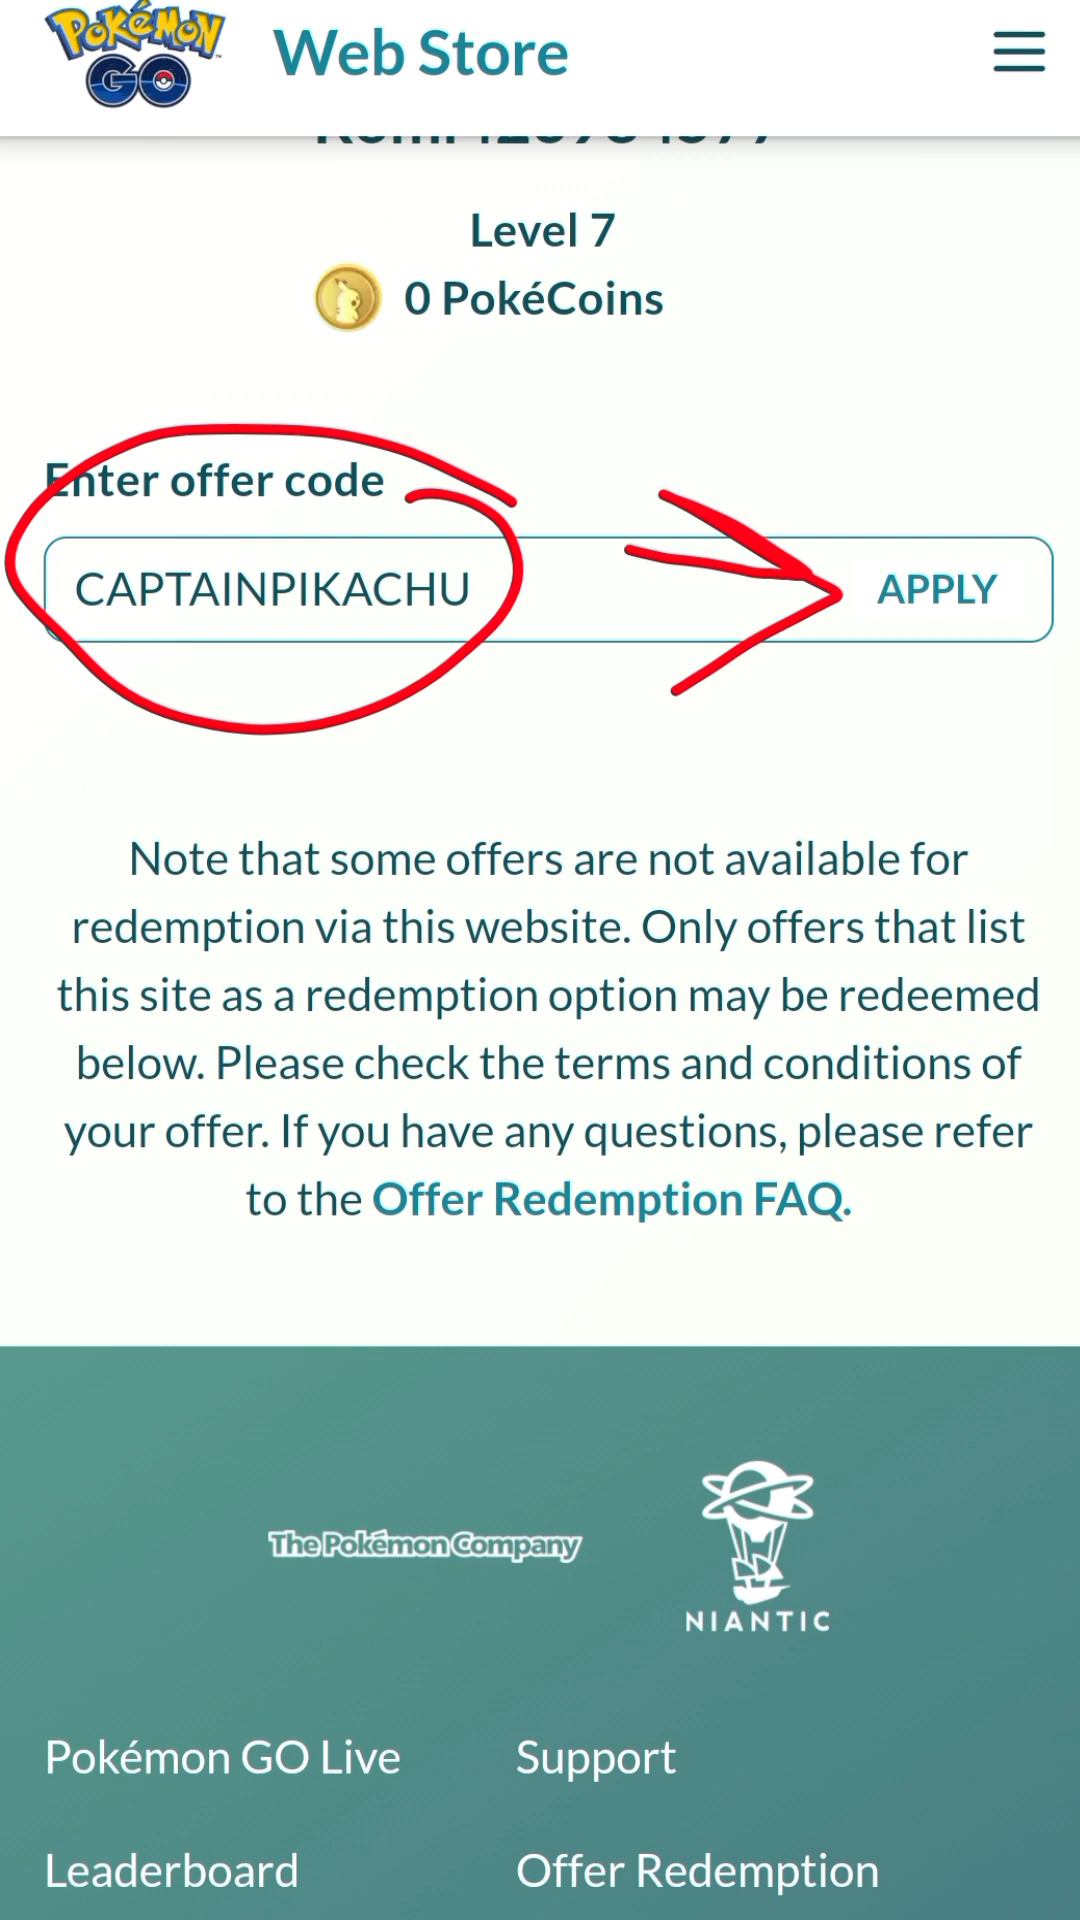 POKéMON
GO
Web Store
Level 7
0 PokéCoins
Enter offer code
CAPTAINPIKACHU
APPLY
Note that some offers are not available for
redemption via this website. Only offers that list
this site as a redemption option may be redeemed
below. Please check the terms and conditions of
your offer. If you have any questions, please refer
to the Offer Redemption FAQ.
The Pokémon Company
NIANTIC
Pokémon GO Live
Support
Leaderboard
Offer Redemption